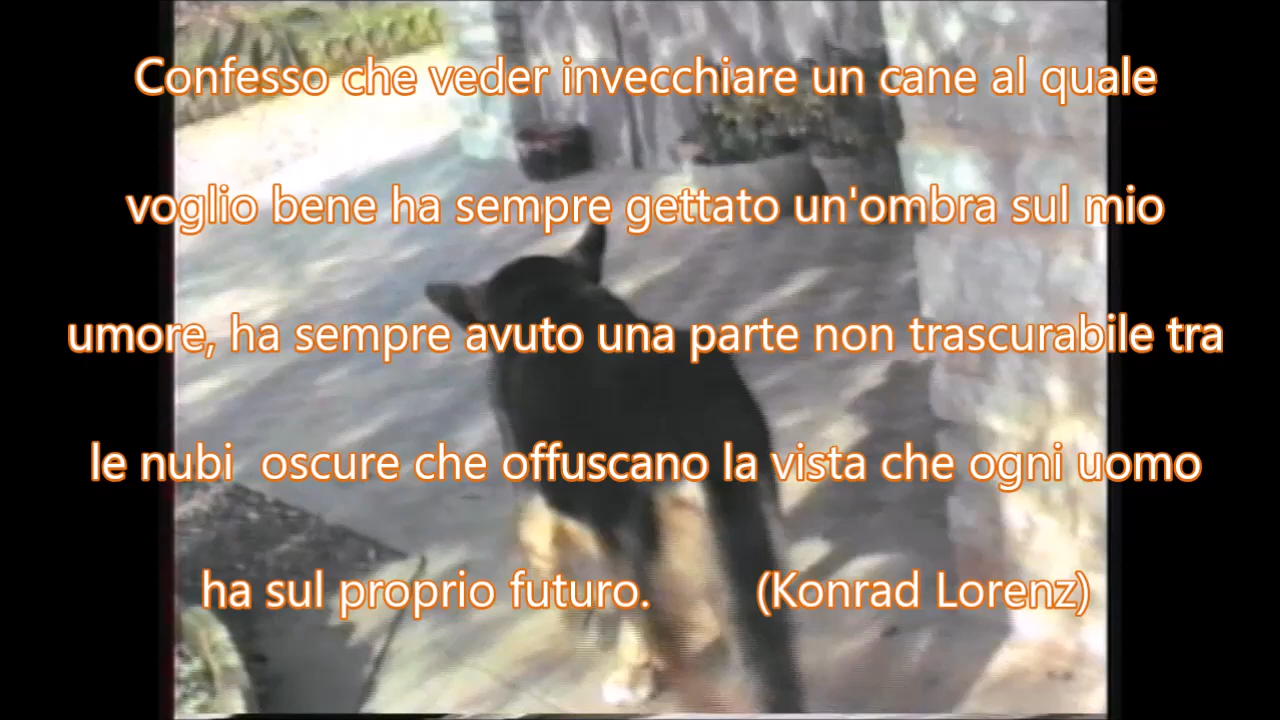 Confesso che veder invecchiare un cane al quale
voglio bene ha sempre gettato un'ombra sul mio
umore, ha sempre avuto una parte non trascurabile tra
le nubi  oscure che offuscano la vista che ogni uomo
ha sul proprio futuro.        (Konrad Lorenz)